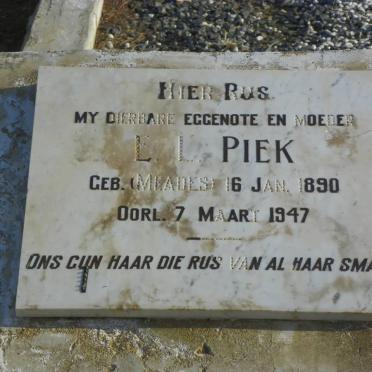 HIER RUS
MY DIERBARE EGGENOTE EN MOEDER
E. L. PIEK
GEB. (MEADES) 16 JAN. 1890
OORL. 7 MAART 1947
ONS GUN HAAR DIE RUS VAN AL HAAR SMA